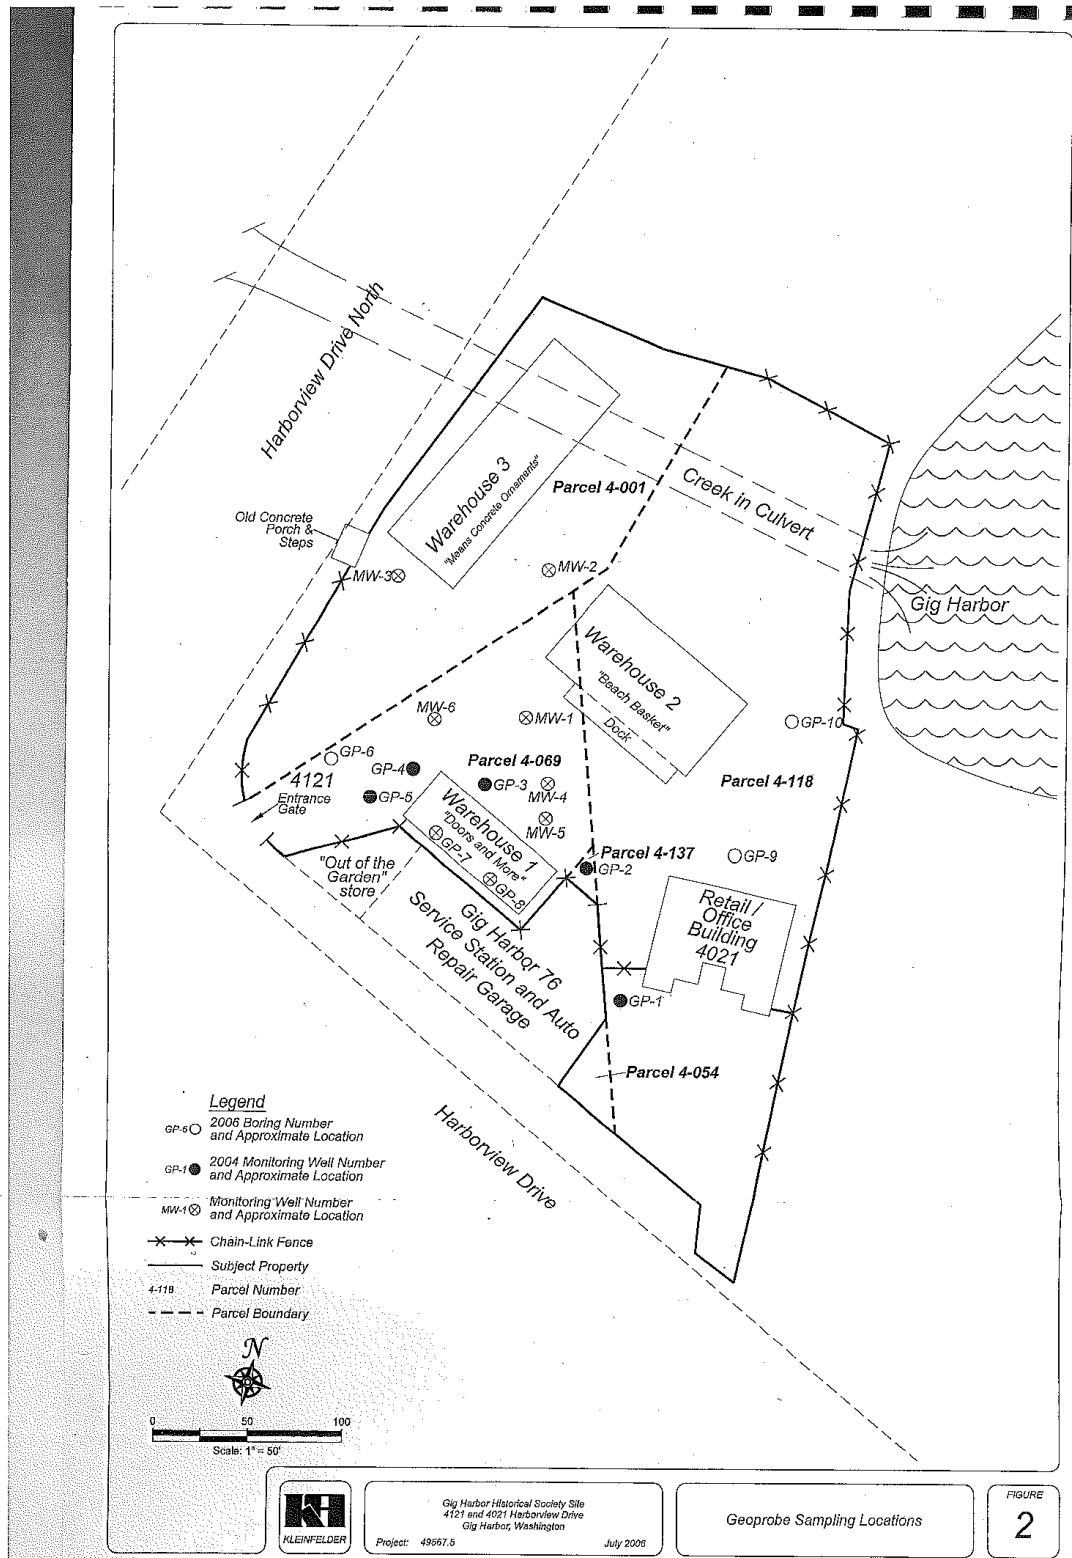 Harborview Drive North
Old Concrete
Porch &
Steps
Warehouse 3
"Means Concrete Ornaments"
Parcel 4-001
Creek in Culvert
Gig Harbor
MW-3
MW-2
Warehouse 2
"Beach Basket"
Dock
MW-6
MW-1
GP-10
GP-6
4121
Entrance
Gate
GP-4
GP-5
Parcel 4-069
GP-3
MW-4
MW-5
Parcel 4-118
Warehouse 1
"Doors and More"
GP-7
GP-8
Parcel 4-137
GP-2
GP-9
"Out of the
Garden"
store
Gig Harbor 76
Service Station and Auto
Repair Garage
Retail /
Office
Building
4021
GP-1
Parcel 4-054
Harborview Drive
Legend
GP-6 2006 Boring Number
and Approximate Location
GP-1 2004 Monitoring Well Number
and Approximate Location
MW-1 Monitoring Well Number
and Approximate Location
Chain-Link Fence
Subject Property
4-118 Parcel Number
Parcel Boundary
N
0 50 100
Scale: 1" = 50'
KLEINFELDER
Gig Harbor Historical Society Site
4121 and 4021 Harborview Drive
Gig Harbor, Washington
Project: 49567.5 July 2006
Geoprobe Sampling Locations
FIGURE
2